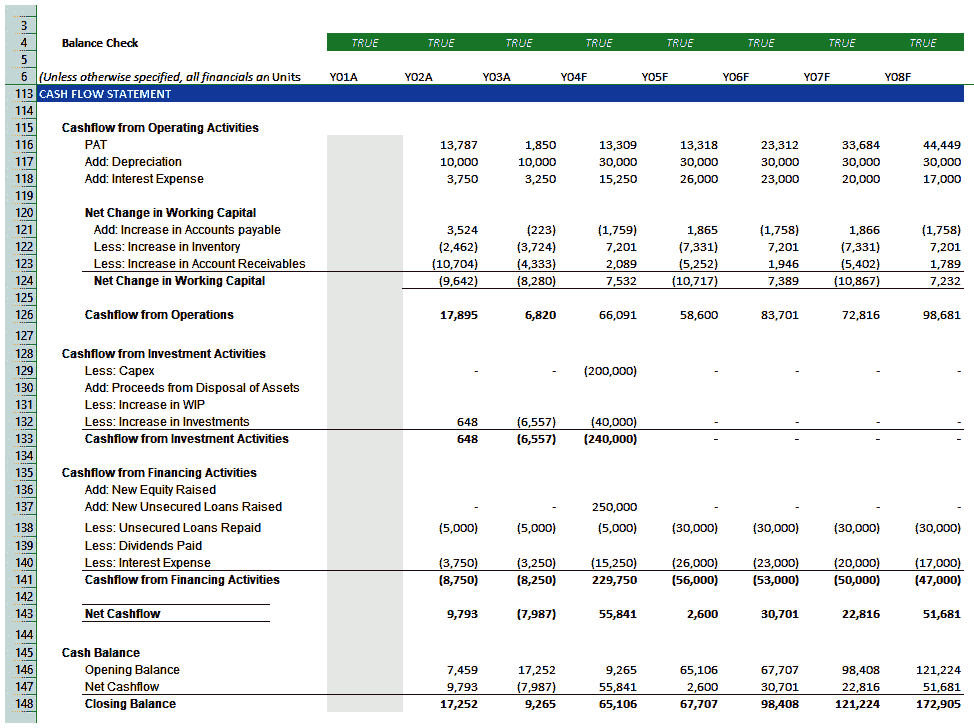 3
4 Balance Check TRUE TRUE TRUE TRUE TRUE TRUE TRUE TRUE
5
6 (Unless otherwise specified, all financials an Units Y01A Y02A Y03A Y04F Y05F Y06F Y07F Y08F
113 CASH FLOW STATEMENT
114
115 Cashflow from Operating Activities
116 PAT 13,787 1,850 13,309 13,318 23,312 33,684 44,449
117 Add: Depreciation 10,000 10,000 30,000 30,000 30,000 30,000 30,000
118 Add: Interest Expense 3,750 3,250 15,250 26,000 23,000 20,000 17,000
119
120 Net Change in Working Capital
121 Add: Increase in Accounts payable 3,524 (223) (1,759) 1,865 (1,758) 1,866 (1,758)
122 Less: Increase in Inventory (2,462) (3,724) 7,201 (7,331) 7,201 (7,331) 7,201
123 Less: Increase in Account Receivables (10,704) (4,333) 2,089 (5,252) 1,946 (5,402) 1,789
124 Net Change in Working Capital (9,642) (8,280) 7,532 (10,717) 7,389 (10,867) 7,232
125
126 Cashflow from Operations 17,895 6,820 66,091 58,600 83,701 72,816 98,681
127
128 Cashflow from Investment Activities
129 Less: Capex - - (200,000) - - - -
130 Add: Proceeds from Disposal of Assets
131 Less: Increase in WIP
132 Less: Increase in Investments 648 (6,557) (40,000) - - - -
133 Cashflow from Investment Activities 648 (6,557) (240,000) - - - -
134
135 Cashflow from Financing Activities
136 Add: New Equity Raised
137 Add: New Unsecured Loans Raised - - 250,000 - - - -
138 Less: Unsecured Loans Repaid (5,000) (5,000) (5,000) (30,000) (30,000) (30,000) (30,000)
139 Less: Dividends Paid
140 Less: Interest Expense (3,750) (3,250) (15,250) (26,000) (23,000) (20,000) (17,000)
141 Cashflow from Financing Activities (8,750) (8,250) 229,750 (56,000) (53,000) (50,000) (47,000)
142
143 Net Cashflow 9,793 (7,987) 55,841 2,600 30,701 22,816 51,681
144
145 Cash Balance
146 Opening Balance 7,459 17,252 9,265 65,106 67,707 98,408 121,224
147 Net Cashflow 9,793 (7,987) 55,841 2,600 30,701 22,816 51,681
148 Closing Balance 17,252 9,265 65,106 67,707 98,408 121,224 172,905